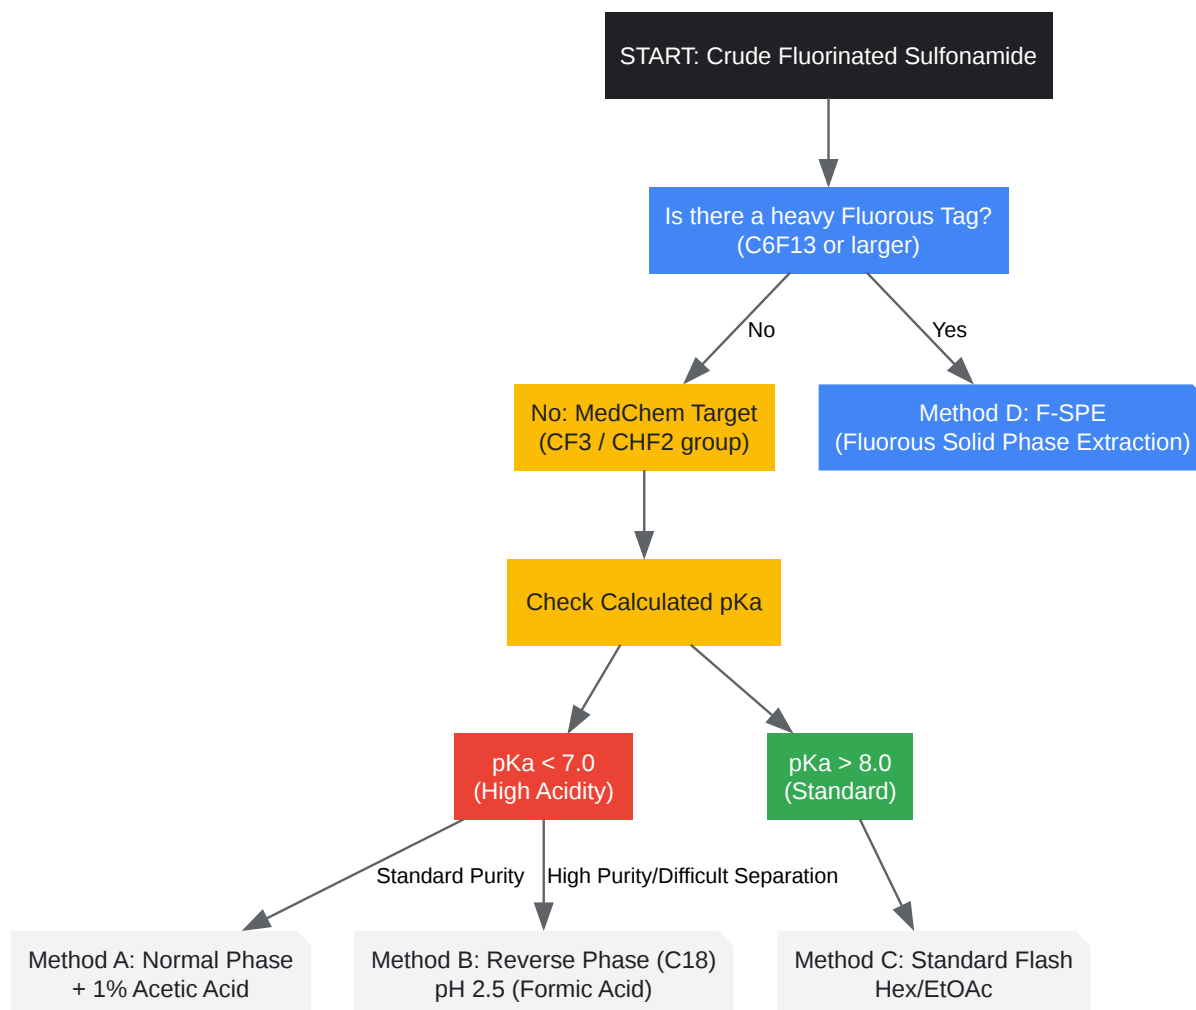 START: Crude Fluorinated Sulfonamide
Is there a heavy Fluorous Tag?
(C6F13 or larger)
No
Yes
No: MedChem Target
(CF3 / CHF2 group)
Method D: F-SPE
(Fluorous Solid Phase Extraction)
Check Calculated pKa
pKa < 7.0
(High Acidity)
pKa > 8.0
(Standard)
Standard Purity
High Purity/Difficult Separation
Method A: Normal Phase
+ 1% Acetic Acid
Method B: Reverse Phase (C18)
pH 2.5 (Formic Acid)
Method C: Standard Flash
Hex/EtOAc